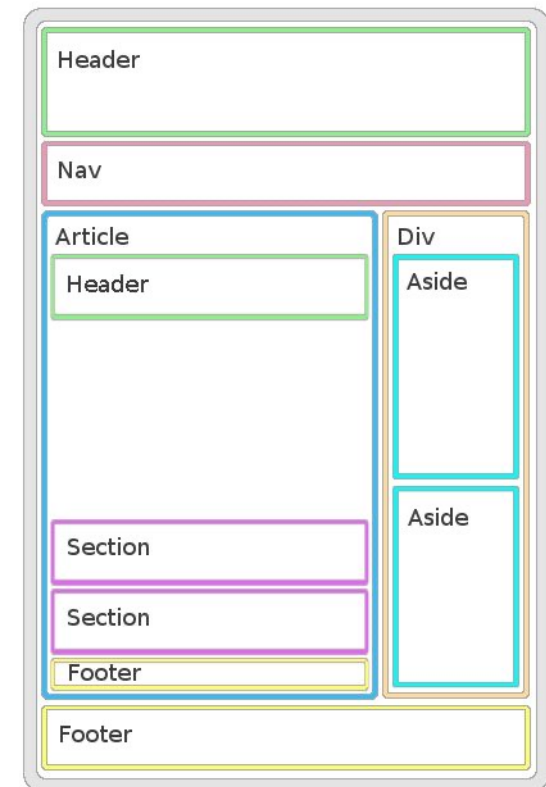 Header
Nav
Article
Header
Section
Section
Footer
Div
Aside
Aside
Footer